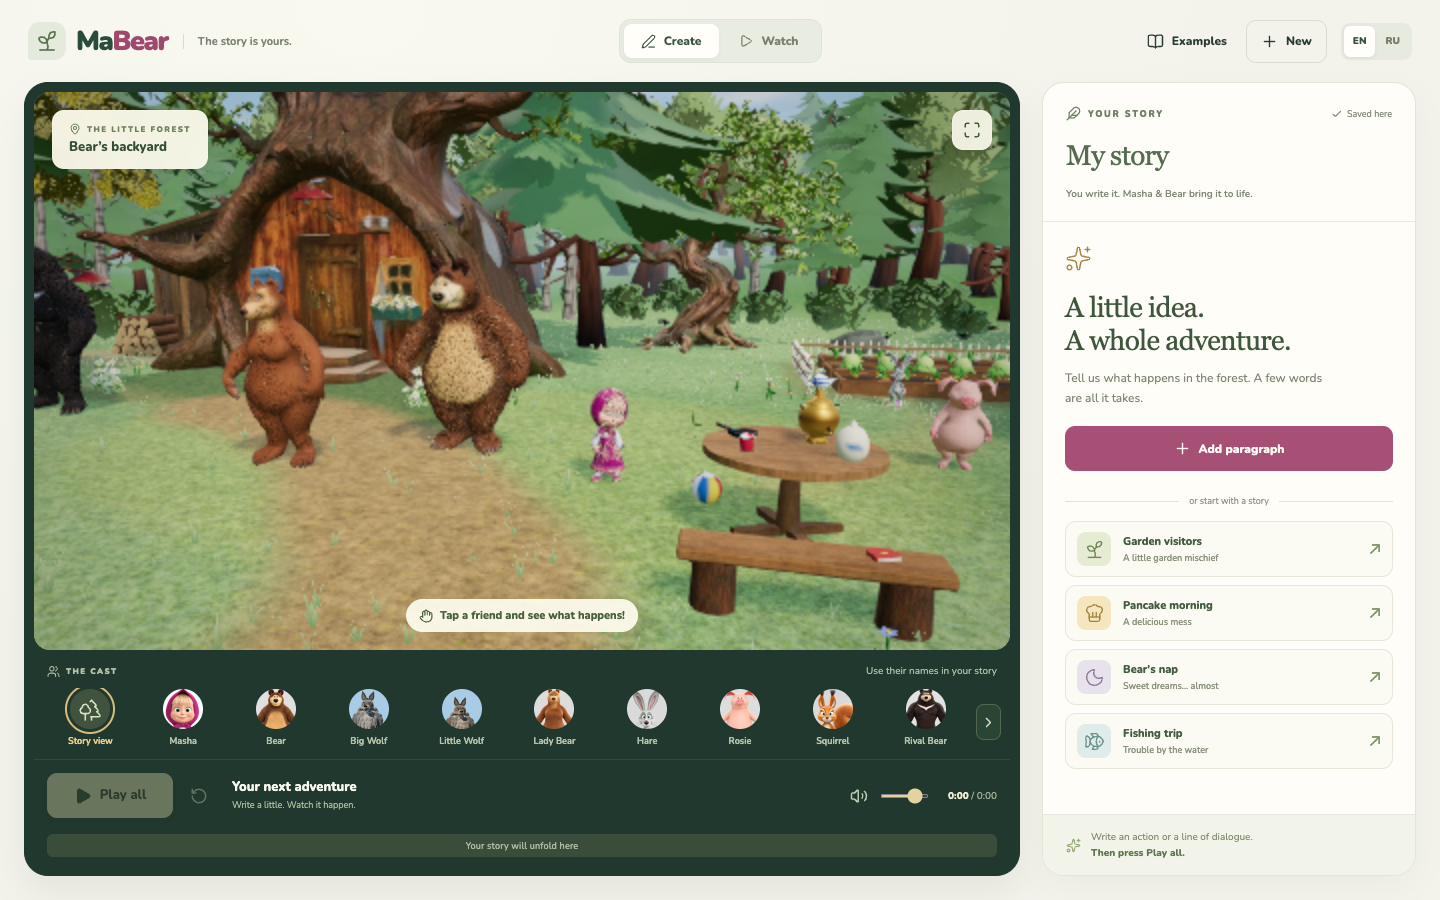 MaBear
The story is yours.
Create
Watch
Examples
New
EN
RU
THE LITTLE FOREST
Bear's backyard
Tap a friend and see what happens!
THE CAST
Use their names in your story
Story view
Masha
Bear
Big Wolf
Little Wolf
Lady Bear
Hare
Rosie
Squirrel
Rival Bear
Play all
Your next adventure
Write a little. Watch it happen.
0:00 / 0:00
Your story will unfold here
YOUR STORY
Saved here
My story
You write it. Masha & Bear bring it to life.
A little idea.
A whole adventure.
Tell us what happens in the forest. A few words
are all it takes.
Add paragraph
or start with a story
Garden visitors
A little garden mischief
Pancake morning
A delicious mess
Bear's nap
Sweet dreams... almost
Fishing trip
Trouble by the water
Write an action or a line of dialogue.
Then press Play all.